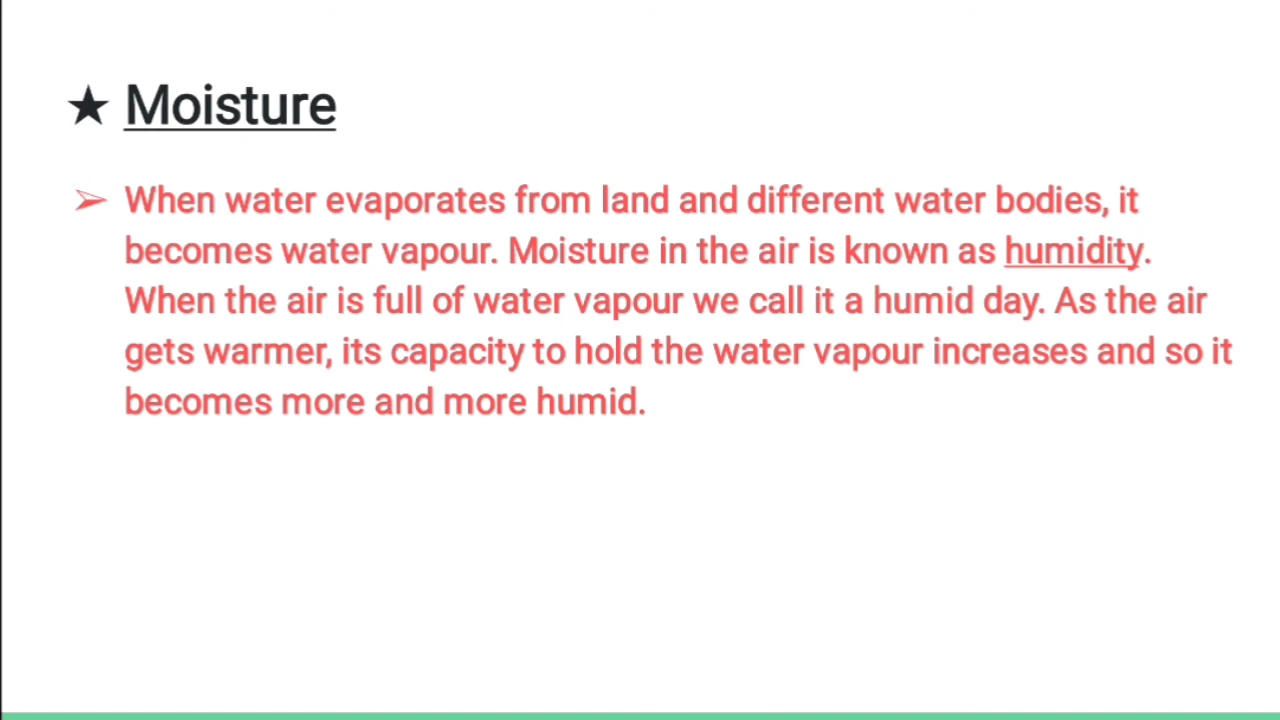 ★ Moisture
➢ When water evaporates from land and different water bodies, it
becomes water vapour. Moisture in the air is known as humidity.
When the air is full of water vapour we call it a humid day. As the air
gets warmer, its capacity to hold the water vapour increases and so it
becomes more and more humid.